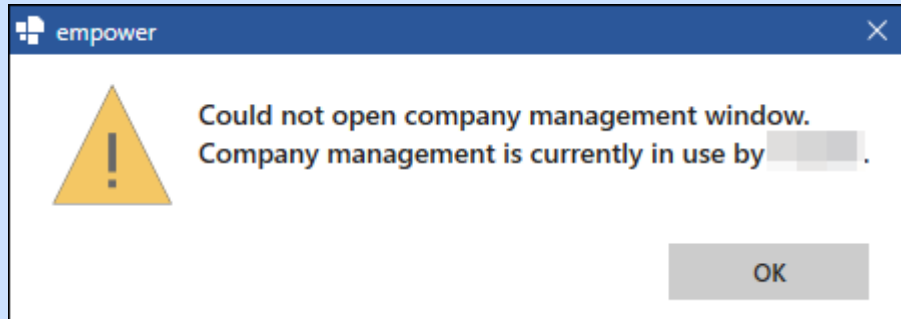 empower
Could not open company management window.
Company management is currently in use by .
OK